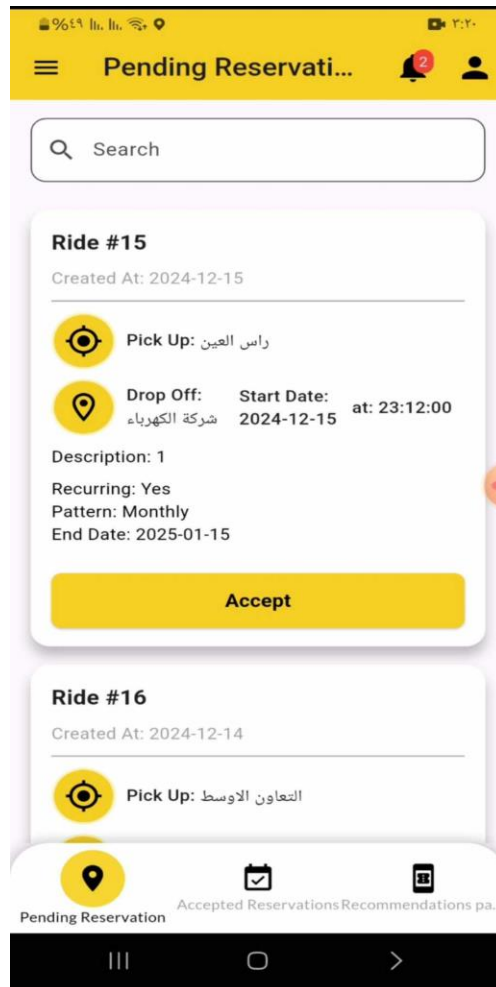 %٤٩
٣:٢٠
Pending Reservati...
2
Search
Ride #15
Created At: 2024-12-15
Pick Up: راس العين
Drop Off:
شركة الكهرباء
Start Date:
2024-12-15
at: 23:12:00
Description: 1
Recurring: Yes
Pattern: Monthly
End Date: 2025-01-15
Accept
Ride #16
Created At: 2024-12-14
Pick Up: التعاون الاوسط
Pending Reservation
Accepted Reservations
Recommendations pa..